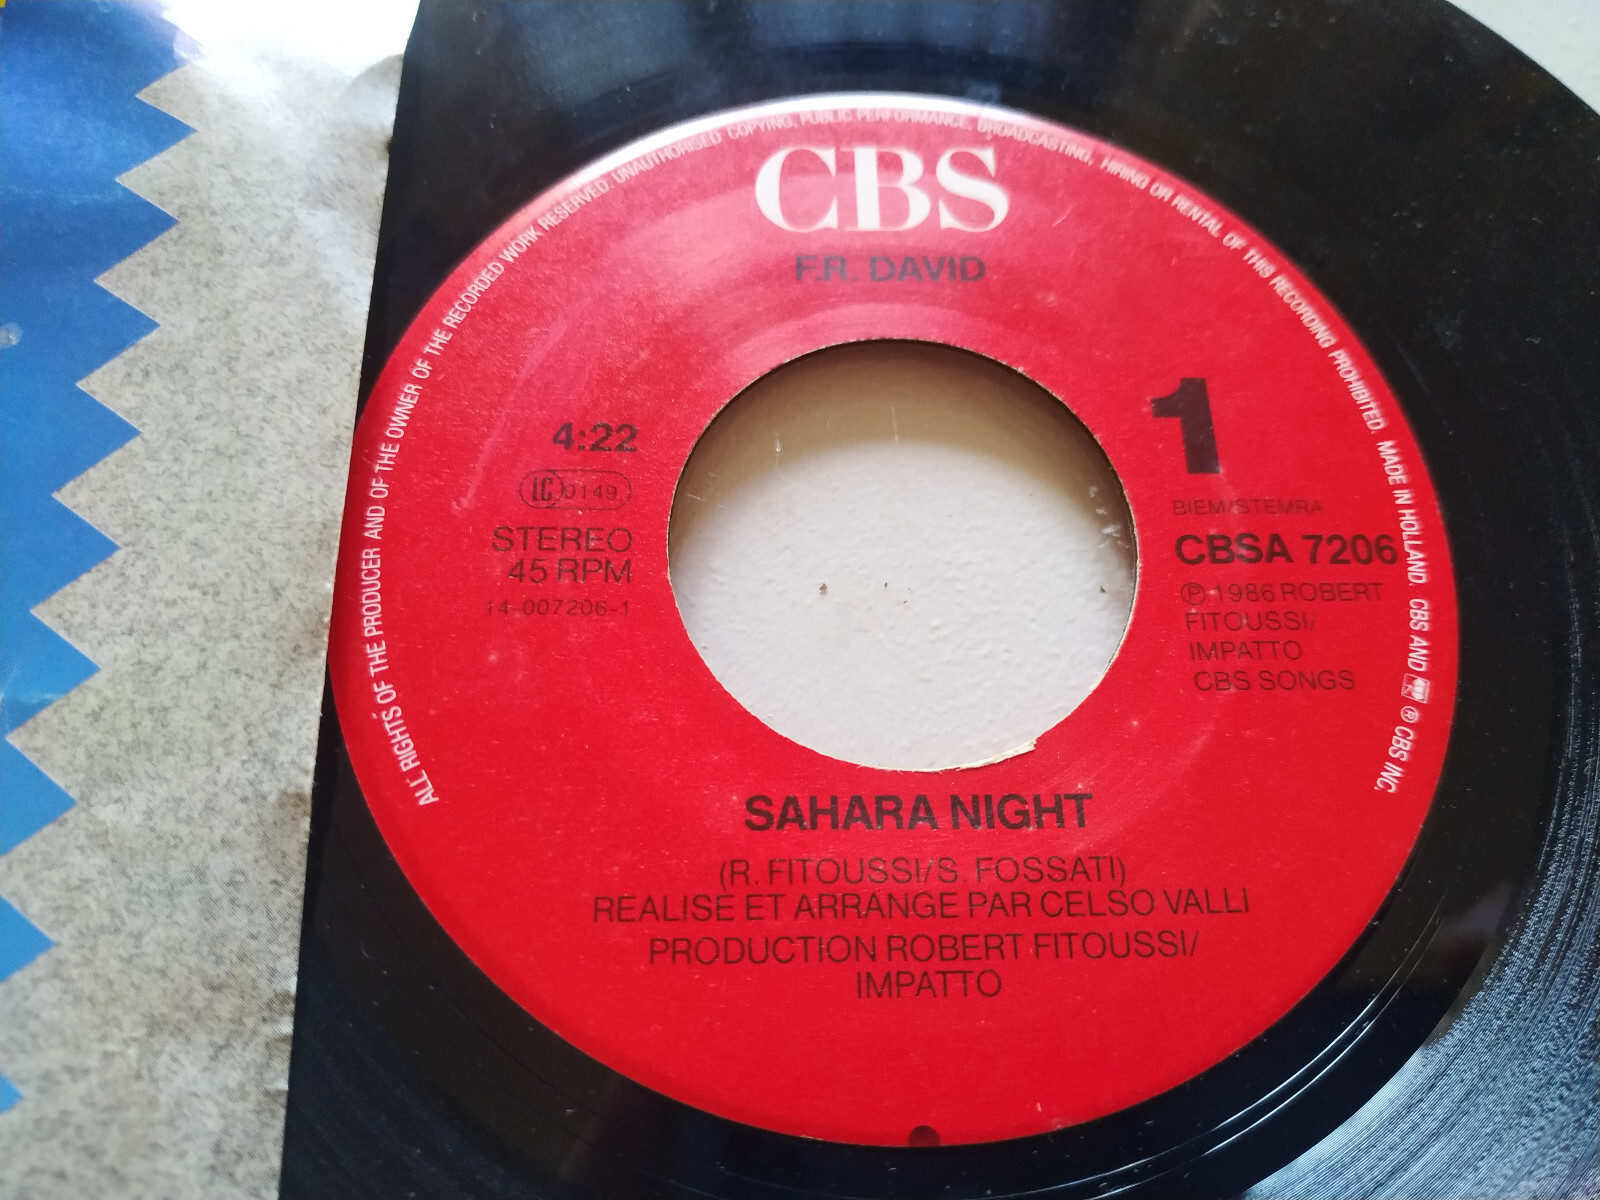 ALL RIGHTS OF THE PRODUCER AND OF THE OWNER OF THE RECORDED WORK RESERVED. UNAUTHORISED COPYING, PUBLIC PERFORMANCE, BROADCASTING, HIRING OR RENTAL OF THIS RECORDING PROHIBITED MADE IN HOLLAND. CBS AND ® CBS INC.
CBS
F.R. DAVID
4:22
LC 0149
STEREO
45 RPM
14-007206-1
1
BIEM/STEMRA
CBSA 7206
℗ 1986 ROBERT
FITOUSSI/
IMPATTO
CBS SONGS
SAHARA NIGHT
(R. FITOUSSI/S. FOSSATI)
REALISE ET ARRANGE PAR CELSO VALLI
PRODUCTION ROBERT FITOUSSI/
IMPATTO